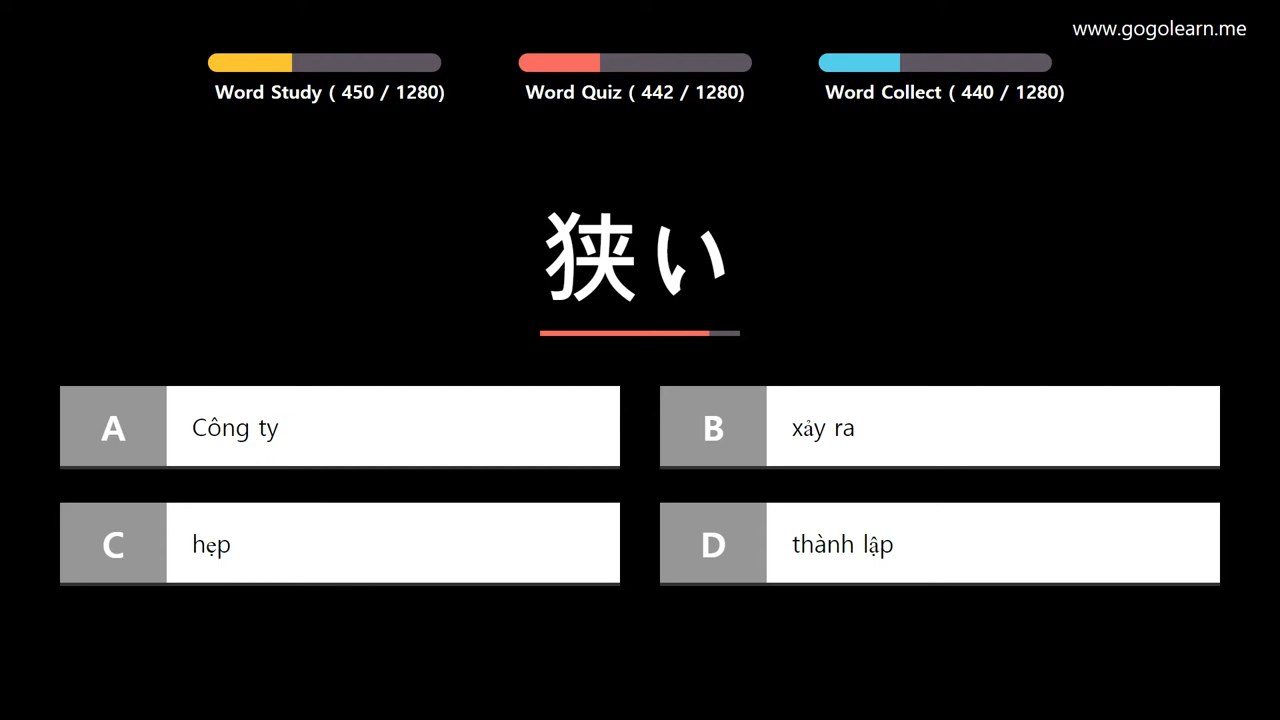 www.gogolearn.me
Word Study ( 450 / 1280)
Word Quiz ( 442 / 1280)
Word Collect ( 440 / 1280)
狭い
A
Công ty
B
xảy ra
C
hẹp
D
thành lập